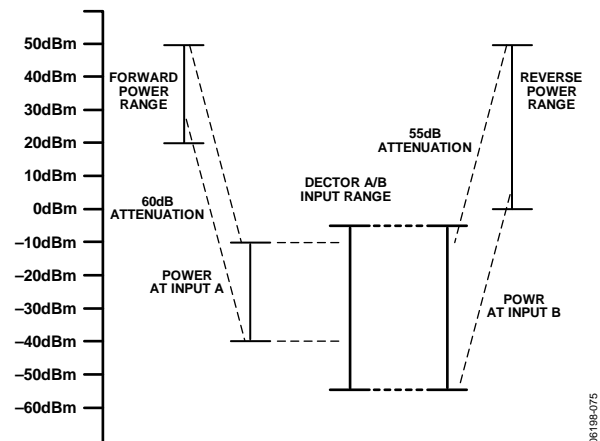 50dBm
40dBm
30dBm
20dBm
10dBm
0dBm
–10dBm
–20dBm
–30dBm
–40dBm
–50dBm
–60dBm
FORWARD
POWER
RANGE
60dB
ATTENUATION
POWER
AT INPUT A
DECTOR A/B
INPUT RANGE
55dB
ATTENUATION
REVERSE
POWER
RANGE
POWR
AT INPUT B
06198-075